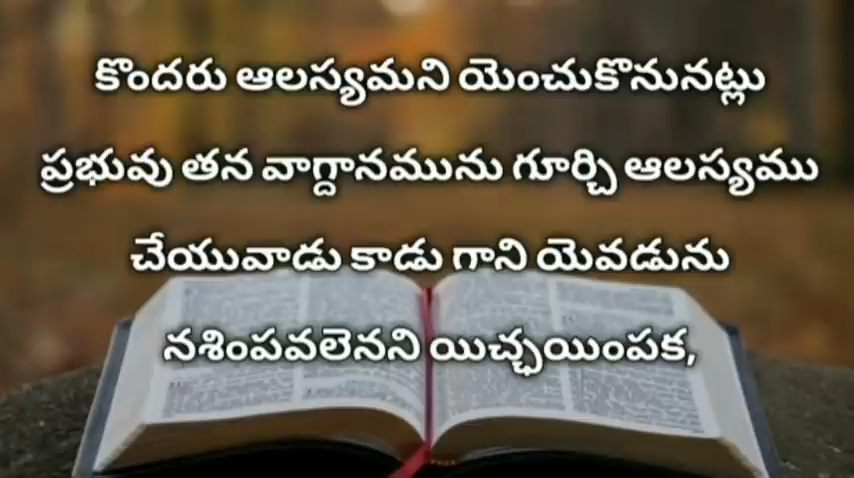 కొందరు ఆలస్యమని యెంచుకొనునట్లు
ప్రభువు తన వాగ్దానమును గూర్చి ఆలస్యము
చేయువాడు కాడు గాని యెవడును
నశింపవలెనని యిచ్ఛయింపక,